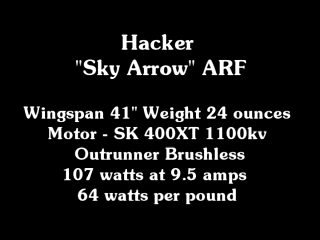 Hacker
"Sky Arrow" ARF
Wingspan 41" Weight 24 ounces
Motor - SK 400XT 1100kv
Outrunner Brushless
107 watts at 9.5 amps
64 watts per pound